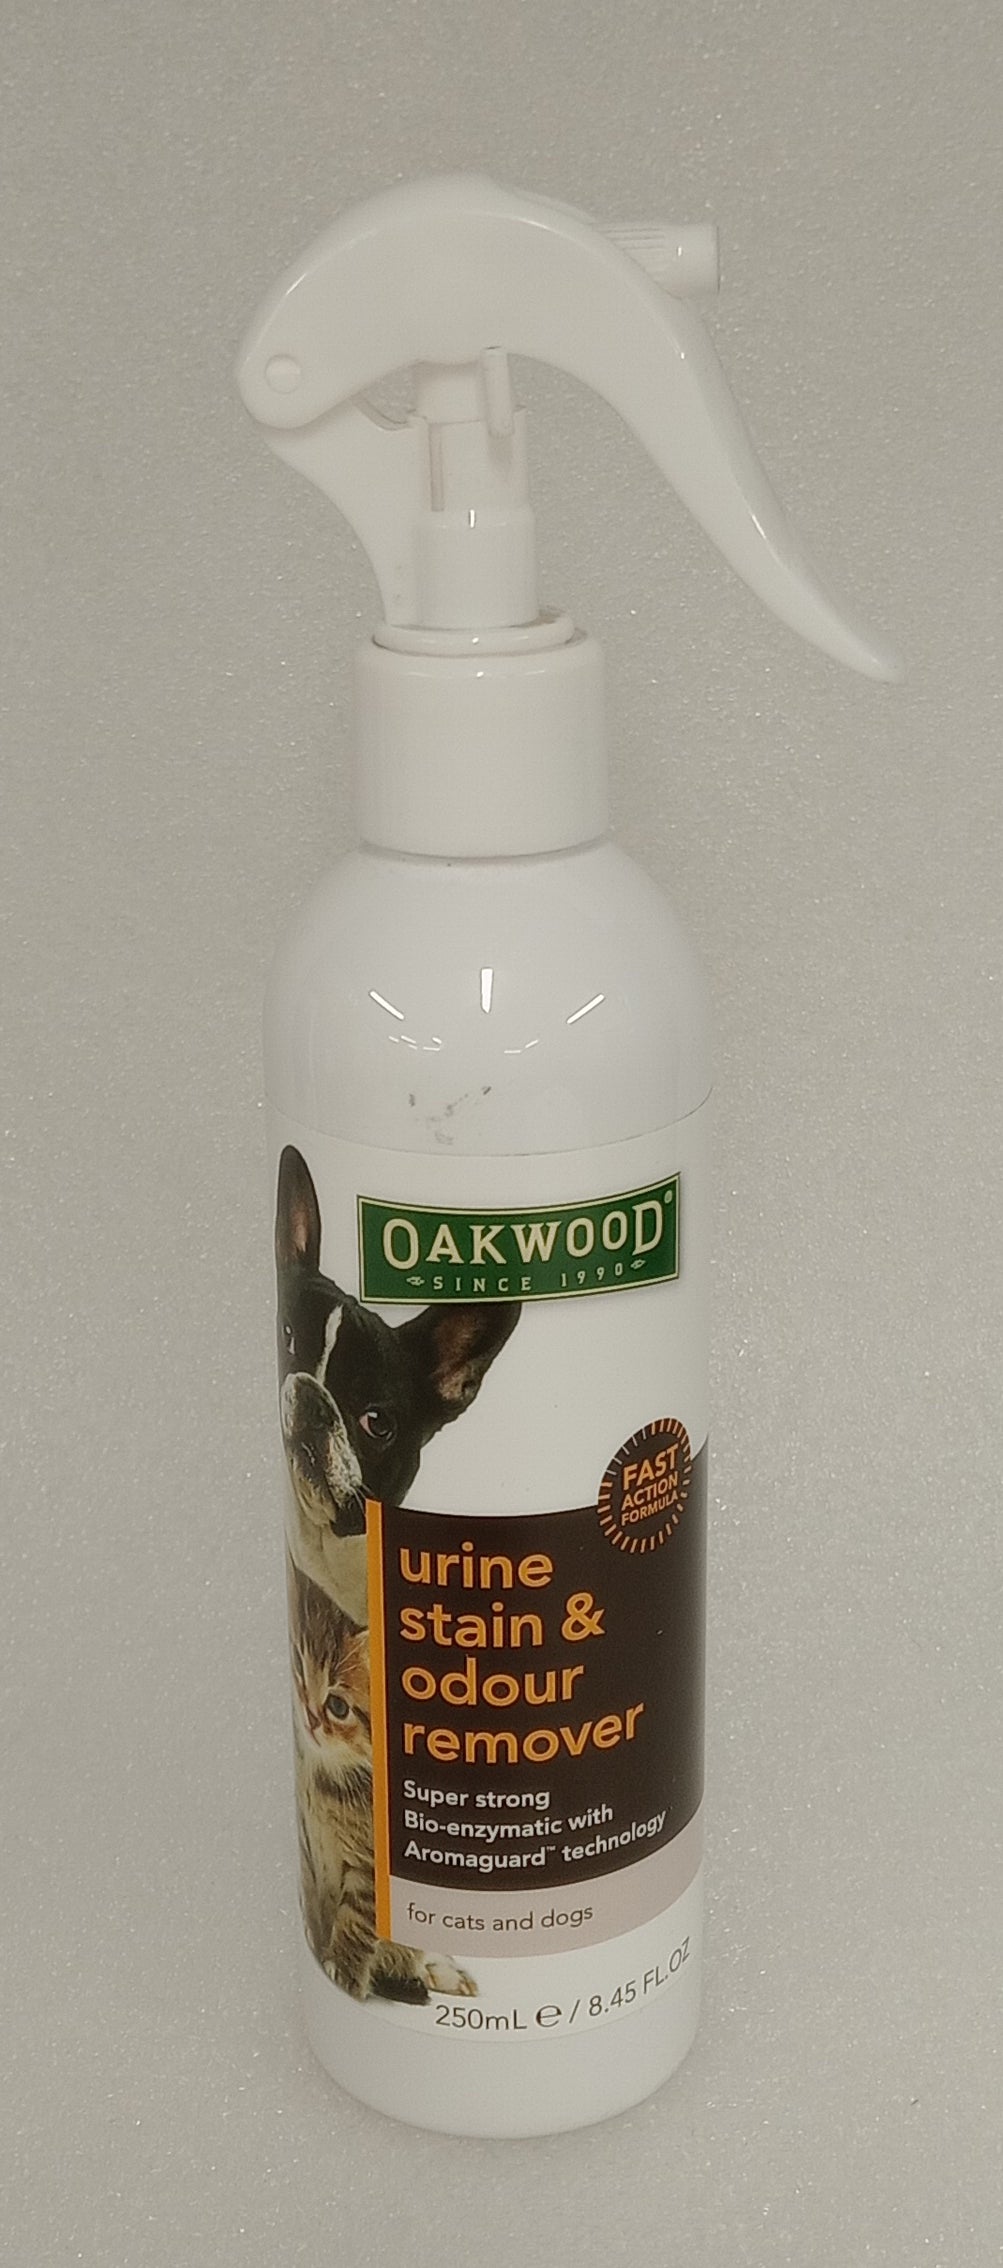 OAKWOOD®
SINCE 1990
FAST
ACTION
FORMULA
urine
stain &
odour
remover
Super strong
Bio-enzymatic with
Aromaguard™ technology
for cats and dogs
250mL ℮ / 8.45 FL.OZ